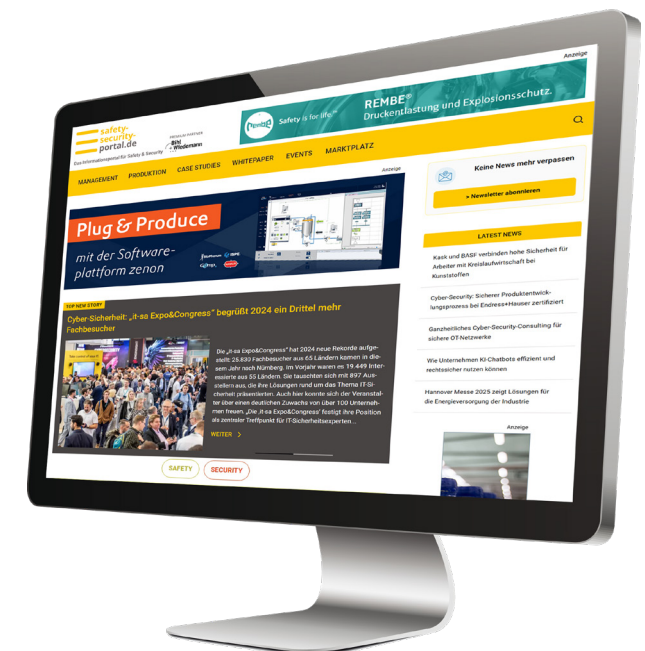 Anzeige
Rembe
Safety is for life.™
REMBE®
Druckentlastung und Explosionsschutz.
safety-
security-
portal.de
Das Informationsportal für Safety & Security
PREMIUM PARTNER
Bihl
+ Wiedemann
MANAGEMENT PRODUKTION CASE STUDIES WHITEPAPER EVENTS MARKTPLATZ
Anzeige
Plug & Produce
mit der Software-
plattform zenon
ISPE
GEMÜ
Keine News mehr verpassen
» Newsletter abonnieren
LATEST NEWS
Kask und BASF verbinden hohe Sicherheit für
Arbeiter mit Kreislaufwirtschaft bei
Kunststoffen
Cyber-Security: Sicherer Produktentwick-
lungsprozess bei Endress+Hauser zertifiziert
Ganzheitliches Cyber-Security-Consulting für
sichere OT-Netzwerke
Wie Unternehmen KI-Chatbots effizient und
rechtssicher nutzen können
Hannover Messe 2025 zeigt Lösungen für
die Energieversorgung der Industrie
Anzeige
TOP NEW STORY
Cyber-Sicherheit: „it-sa Expo&Congress" begrüßt 2024 ein Drittel mehr
Fachbesucher
Die „it-sa Expo&Congress" hat 2024 neue Rekorde aufge-
stellt: 25.830 Fachbesucher aus 65 Ländern kamen in die-
sem Jahr nach Nürnberg. Im Vorjahr waren es 19.449 Inter-
essierte aus 55 Ländern. Sie tauschten sich mit 897 Aus-
stellern aus, die ihre Lösungen rund um das Thema IT-Si-
cherheit präsentierten. Auch hier konnte sich der Veranstal-
ter über einen deutlichen Zuwachs von über 100 Unterneh-
men freuen. „Die ,it-sa Expo&Congress' festigt ihre Position
als zentraler Treffpunkt für IT-Sicherheitsexperten...
WEITER >
SAFETY
SECURITY